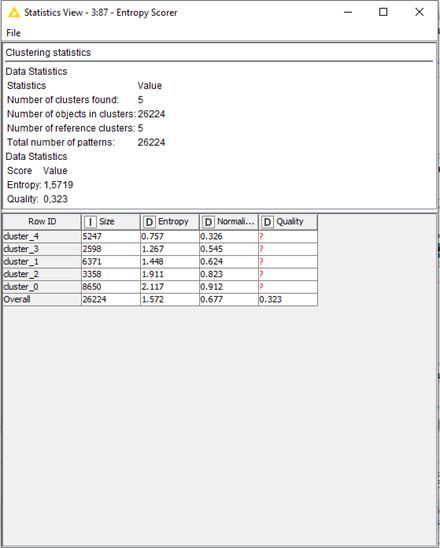 Statistics View - 3:87 - Entropy Scorer
File
Clustering statistics
Data Statistics
Statistics Value
Number of clusters found: 5
Number of objects in clusters: 26224
Number of reference clusters: 5
Total number of patterns: 26224
Data Statistics
Score Value
Entropy: 1,5719
Quality: 0,323
Row ID I Size D Entropy D Normali... D Quality
cluster_4 5247 0.757 0.326 ?
cluster_3 2598 1.267 0.545 ?
cluster_1 6371 1.448 0.624 ?
cluster_2 3358 1.911 0.823 ?
cluster_0 8650 2.117 0.912 ?
Overall 26224 1.572 0.677 0.323